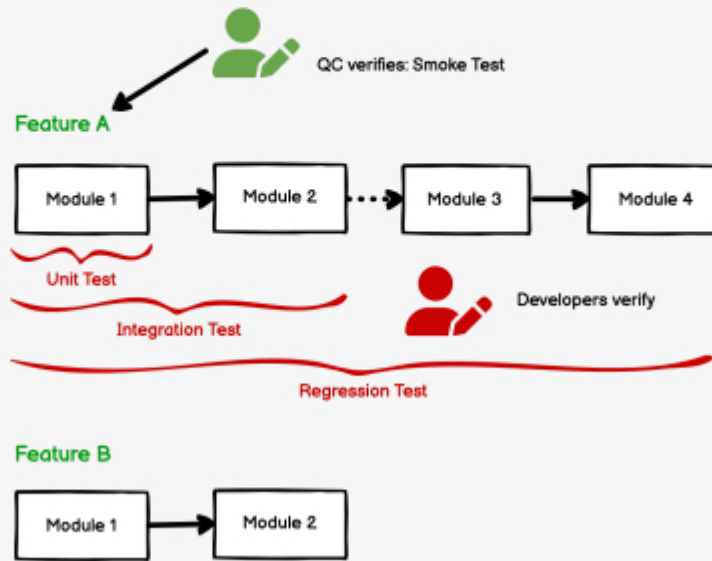 QC verifies: Smoke Test
Feature A
Module 1
Module 2
Module 3
Module 4
Unit Test
Developers verify
Integration Test
Regression Test
Feature B
Module 1
Module 2